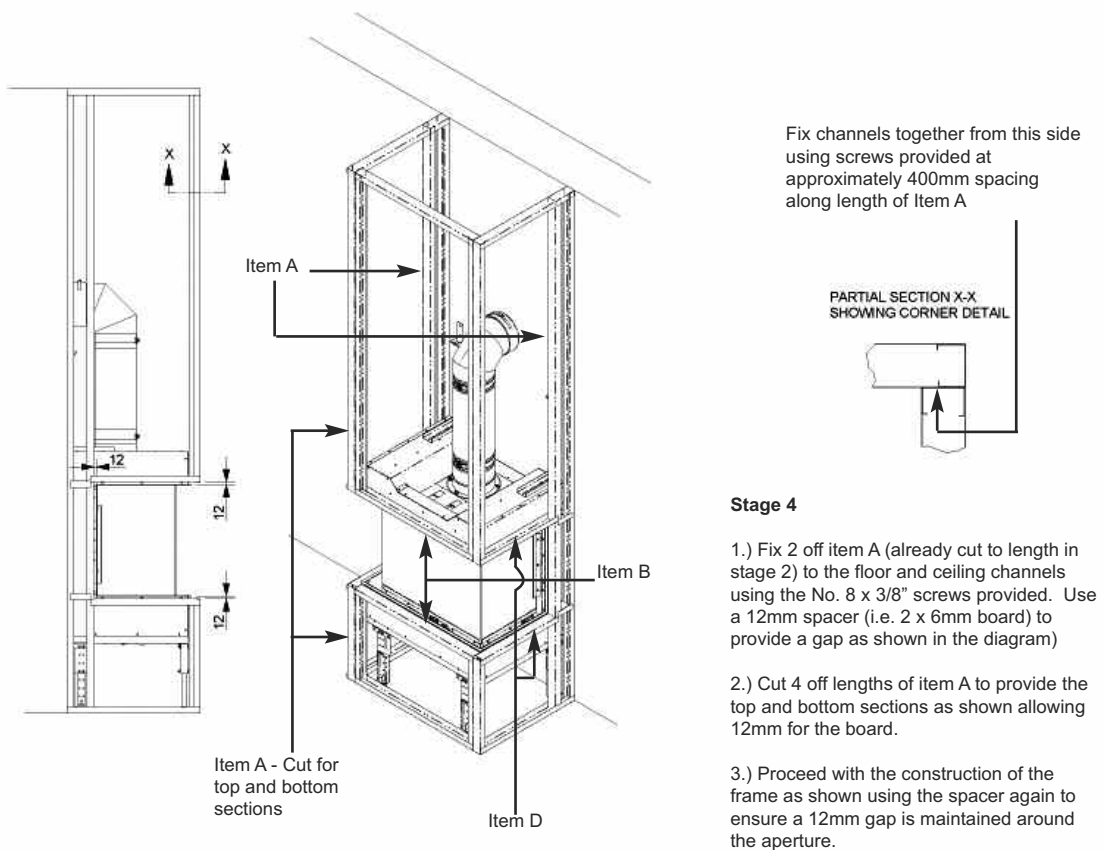 X
X
12
12
12
Item A
Item B
Item A - Cut for
top and bottom
sections
Item D
Fix channels together from this side
using screws provided at
approximately 400mm spacing
along length of Item A
PARTIAL SECTION X-X
SHOWING CORNER DETAIL
Stage 4
1.) Fix 2 off item A (already cut to length in
stage 2) to the floor and ceiling channels
using the No. 8 x 3/8” screws provided.  Use
a 12mm spacer (i.e. 2 x 6mm board) to
provide a gap as shown in the diagram)
2.) Cut 4 off lengths of item A to provide the
top and bottom sections as shown allowing
12mm for the board.
3.) Proceed with the construction of the
frame as shown using the spacer again to
ensure a 12mm gap is maintained around
the aperture.